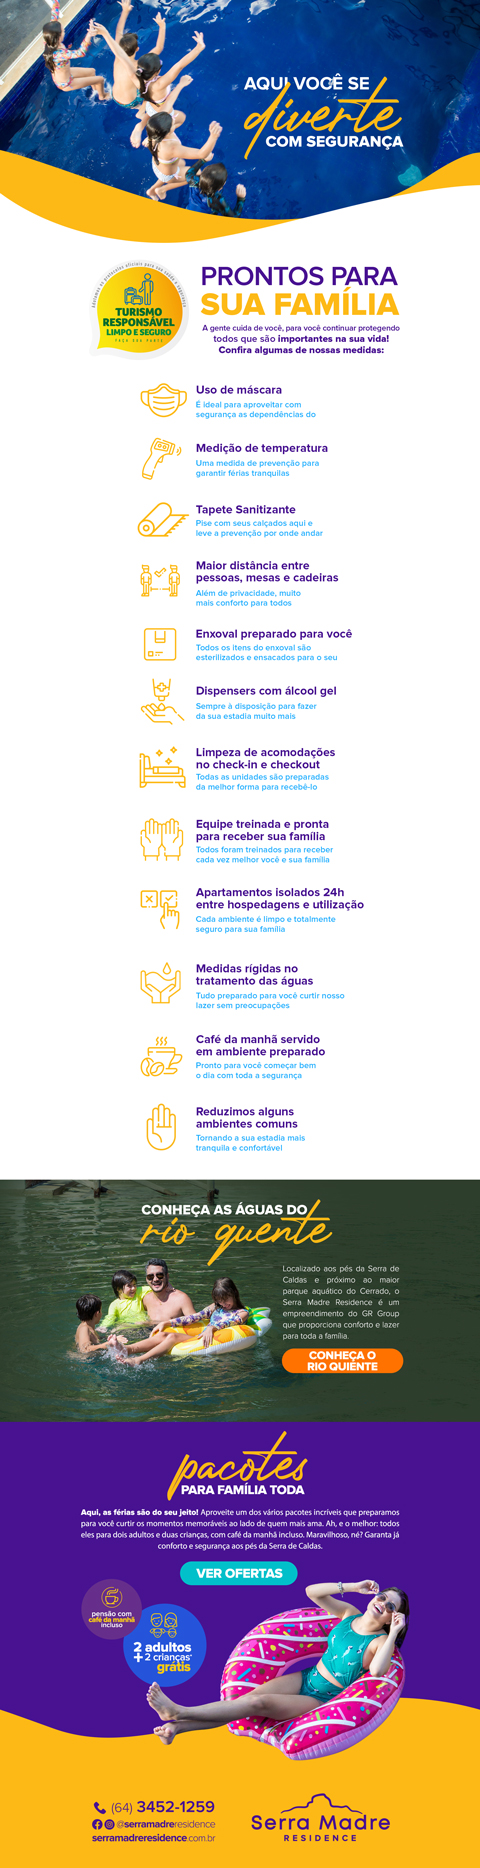 AQUI VOCÊ SE
diverte
COM SEGURANÇA
Adotamos os protocolos oficiais para sua saúde e segurança
TURISMO
RESPONSÁVEL
LIMPO E SEGURO
FAÇA SUA PARTE
PRONTOS PARA
SUA FAMÍLIA
A gente cuida de você, para você continuar protegendo
todos que são importantes na sua vida!
Confira algumas de nossas medidas:
Uso de máscara
É ideal para aproveitar com
segurança as dependências do
Medição de temperatura
Uma medida de prevenção para
garantir férias tranquilas
Tapete Sanitizante
Pise com seus calçados aqui e
leve a prevenção por onde andar
Maior distância entre
pessoas, mesas e cadeiras
Além de privacidade, muito
mais conforto para todos
Enxoval preparado para você
Todos os itens do enxoval são
esterilizados e ensacados para o seu
Dispensers com álcool gel
Sempre à disposição para fazer
da sua estadia muito mais
Limpeza de acomodações
no check-in e checkout
Todas as unidades são preparadas
da melhor forma para recebê-lo
Equipe treinada e pronta
para receber sua família
Todos foram treinados para receber
cada vez melhor você e sua família
Apartamentos isolados 24h
entre hospedagens e utilização
Cada ambiente é limpo e totalmente
seguro para sua família
Medidas rígidas no
tratamento das águas
Tudo preparado para você curtir nosso
lazer sem preocupações
Café da manhã servido
em ambiente preparado
Pronto para você começar bem
o dia com toda a segurança
Reduzimos alguns
ambientes comuns
Tornando a sua estadia mais
tranquila e confortável
CONHEÇA AS ÁGUAS DO
rio quente
Localizado aos pés da Serra de
Caldas e próximo ao maior
parque aquático do Cerrado, o
Serra Madre Residence é um
empreendimento do GR Group
que proporciona conforto e lazer
para toda a família.
CONHEÇA O
RIO QUIENTE
pacotes
PARA FAMÍLIA TODA
Aqui, as férias são do seu jeito! Aproveite um dos vários pacotes incríveis que preparamos
para você curtir os momentos memoráveis ao lado de quem mais ama. Ah, e o melhor: todos
eles para dois adultos e duas crianças, com café da manhã incluso. Maravilhoso, né? Garanta já
conforto e segurança aos pés da Serra de Caldas.
VER OFERTAS
pensão com
café da manhã
incluso
2 adultos
+2 crianças*
grátis
(64) 3452-1259
@serramadreresidence
serramadreresidence.com.br
Serra Madre
RESIDENCE